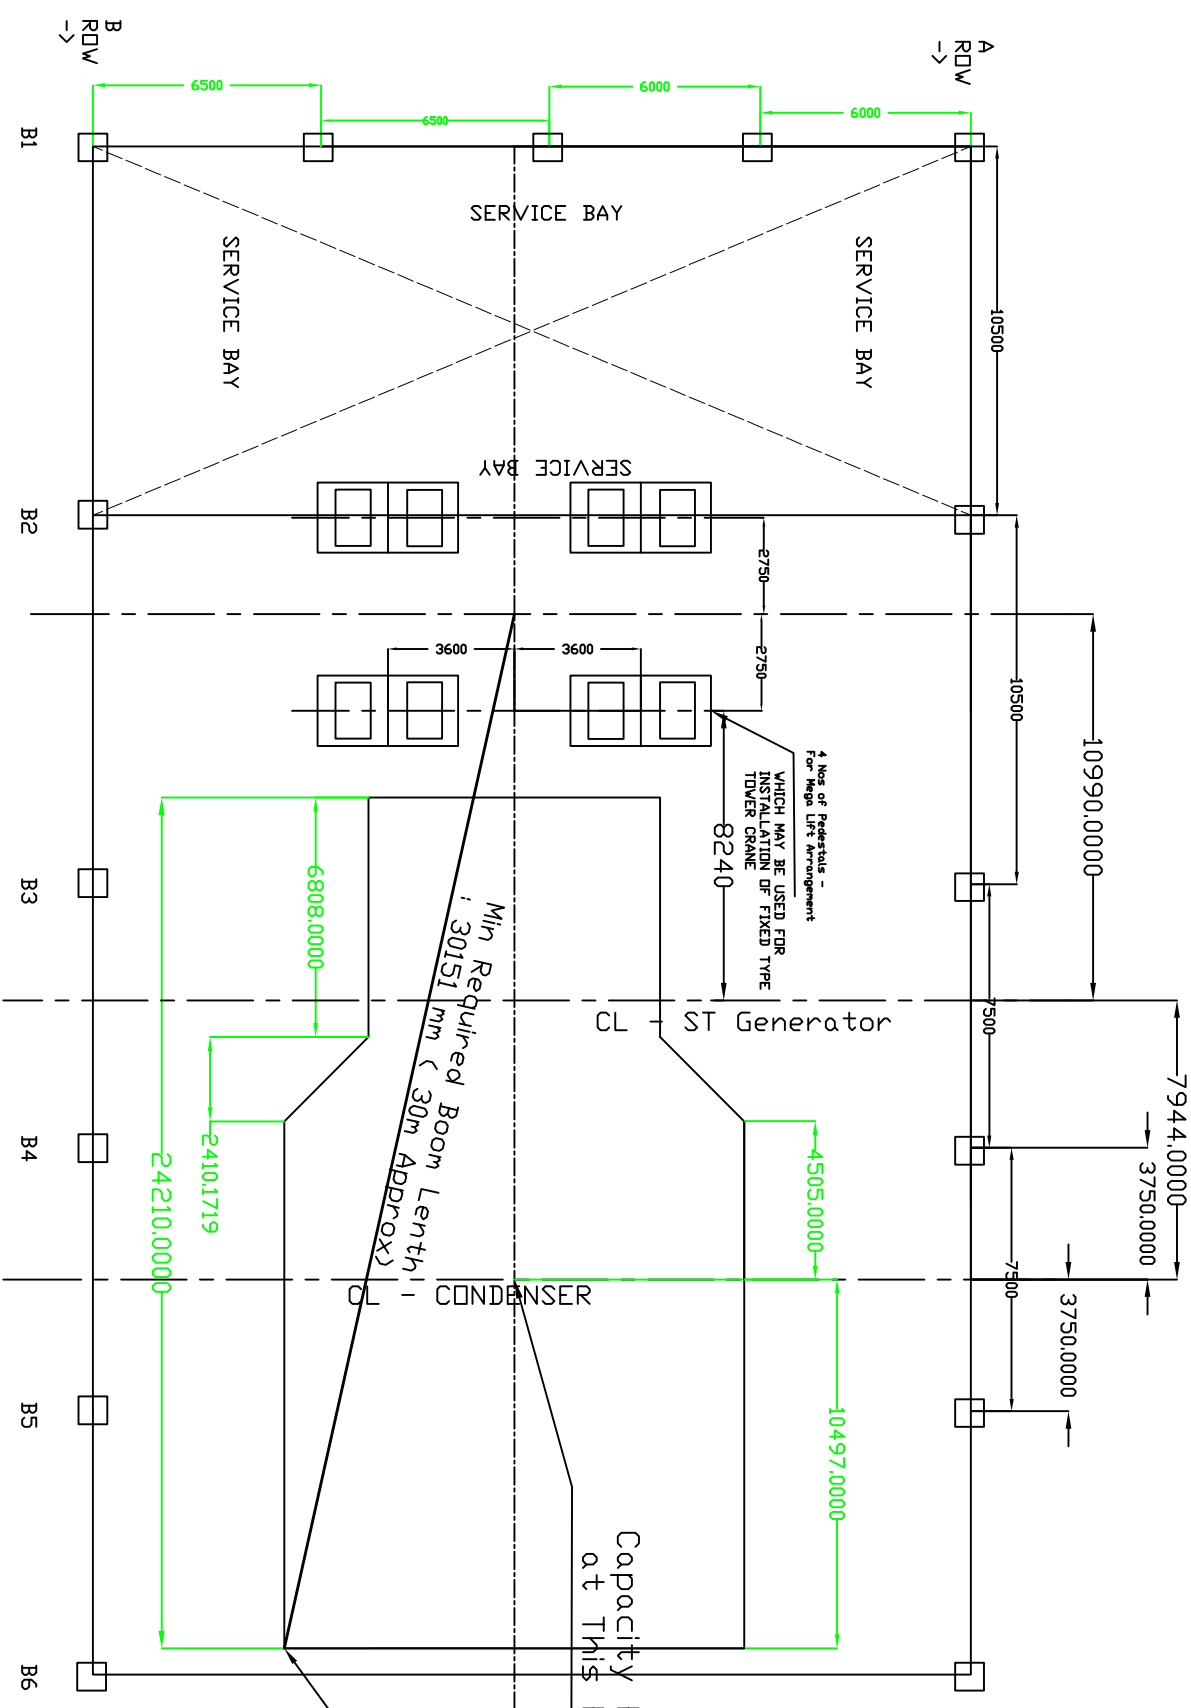 A
ROW
->
B
ROW
->
6500
6500
6000
6000
B1
SERVICE BAY
SERVICE BAY
SERVICE BAY
SERVICE BAY
10500
B2
2750
2750
10500
3600
3600
10990.0000
4 Nos of Pedestals -
For Mega Lift Arrangement
WHICH MAY BE USED FOR
INSTALLATION OF FIXED TYPE
TOWER CRANE
8240
B3
6808.0000
Min Required Boom Lenth
: 30151 mm < 30m Approx)
CL - ST Generator
7500
7944.0000
3750.0000
B4
2410.1719
24210.0000
4505.0000
7500
CL - CONDENSER
3750.0000
B5
10497.0000
Capacity
at This
B6